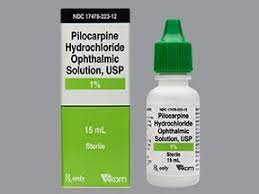 NDC 17478-223-12
Pilocarpine
Hydrochloride
Ophthalmic
Solution, USP
1%
15 mL
Sterile
Rx only
Akorn
Pilocarpine
Hydrochloride
Ophthalmic
Solution, USP
1%
Sterile
15 mL
Rx only
Akorn